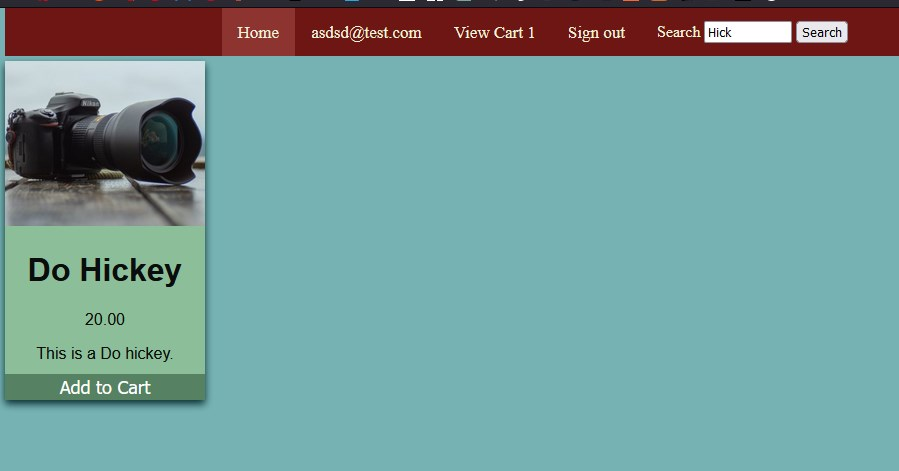 Home asdsd@test.com View Cart 1 Sign out Search Hick Search
Nikon
Do Hickey
20.00
This is a Do hickey.
Add to Cart